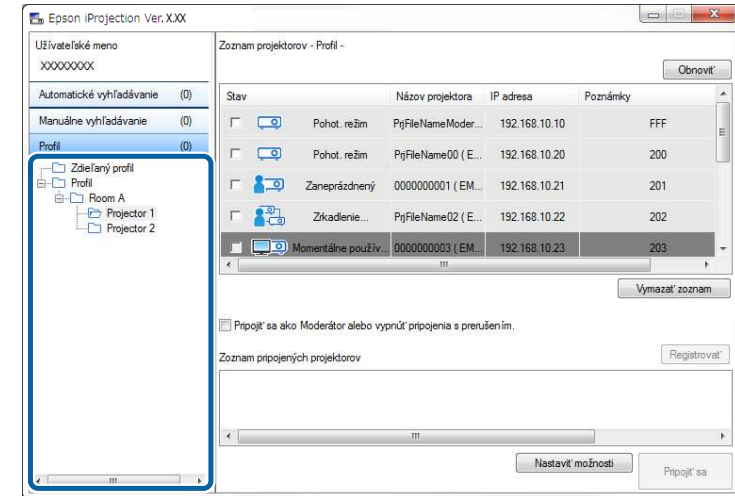 Epson iProjection Ver. X.XX
Užívateľské meno
XXXXXXXX
Automatické vyhľadávanie (0)
Manuálne vyhľadávanie (0)
Profil (0)
Zdieľaný profil
Profil
Room A
Projector 1
Projector 2
Zoznam projektorov - Profil -
Obnoviť
Stav Názov projektora IP adresa Poznámky
Pohot. režim PrjFileNameModer... 192.168.10.10 FFF
Pohot. režim PrjFileName00 ( E... 192.168.10.20 200
Zaneprázdnený 0000000001 ( EM... 192.168.10.21 201
Zrkadlenie... PrjFileName02 ( E... 192.168.10.22 202
Momentálne použív... 0000000003 ( EM... 192.168.10.23 203
Vymazať zoznam
Pripojiť sa ako Moderátor alebo vypnúť pripojenia s prerušením.
Zoznam pripojených projektorov
Registrovať
Nastaviť možnosti
Pripojiť sa